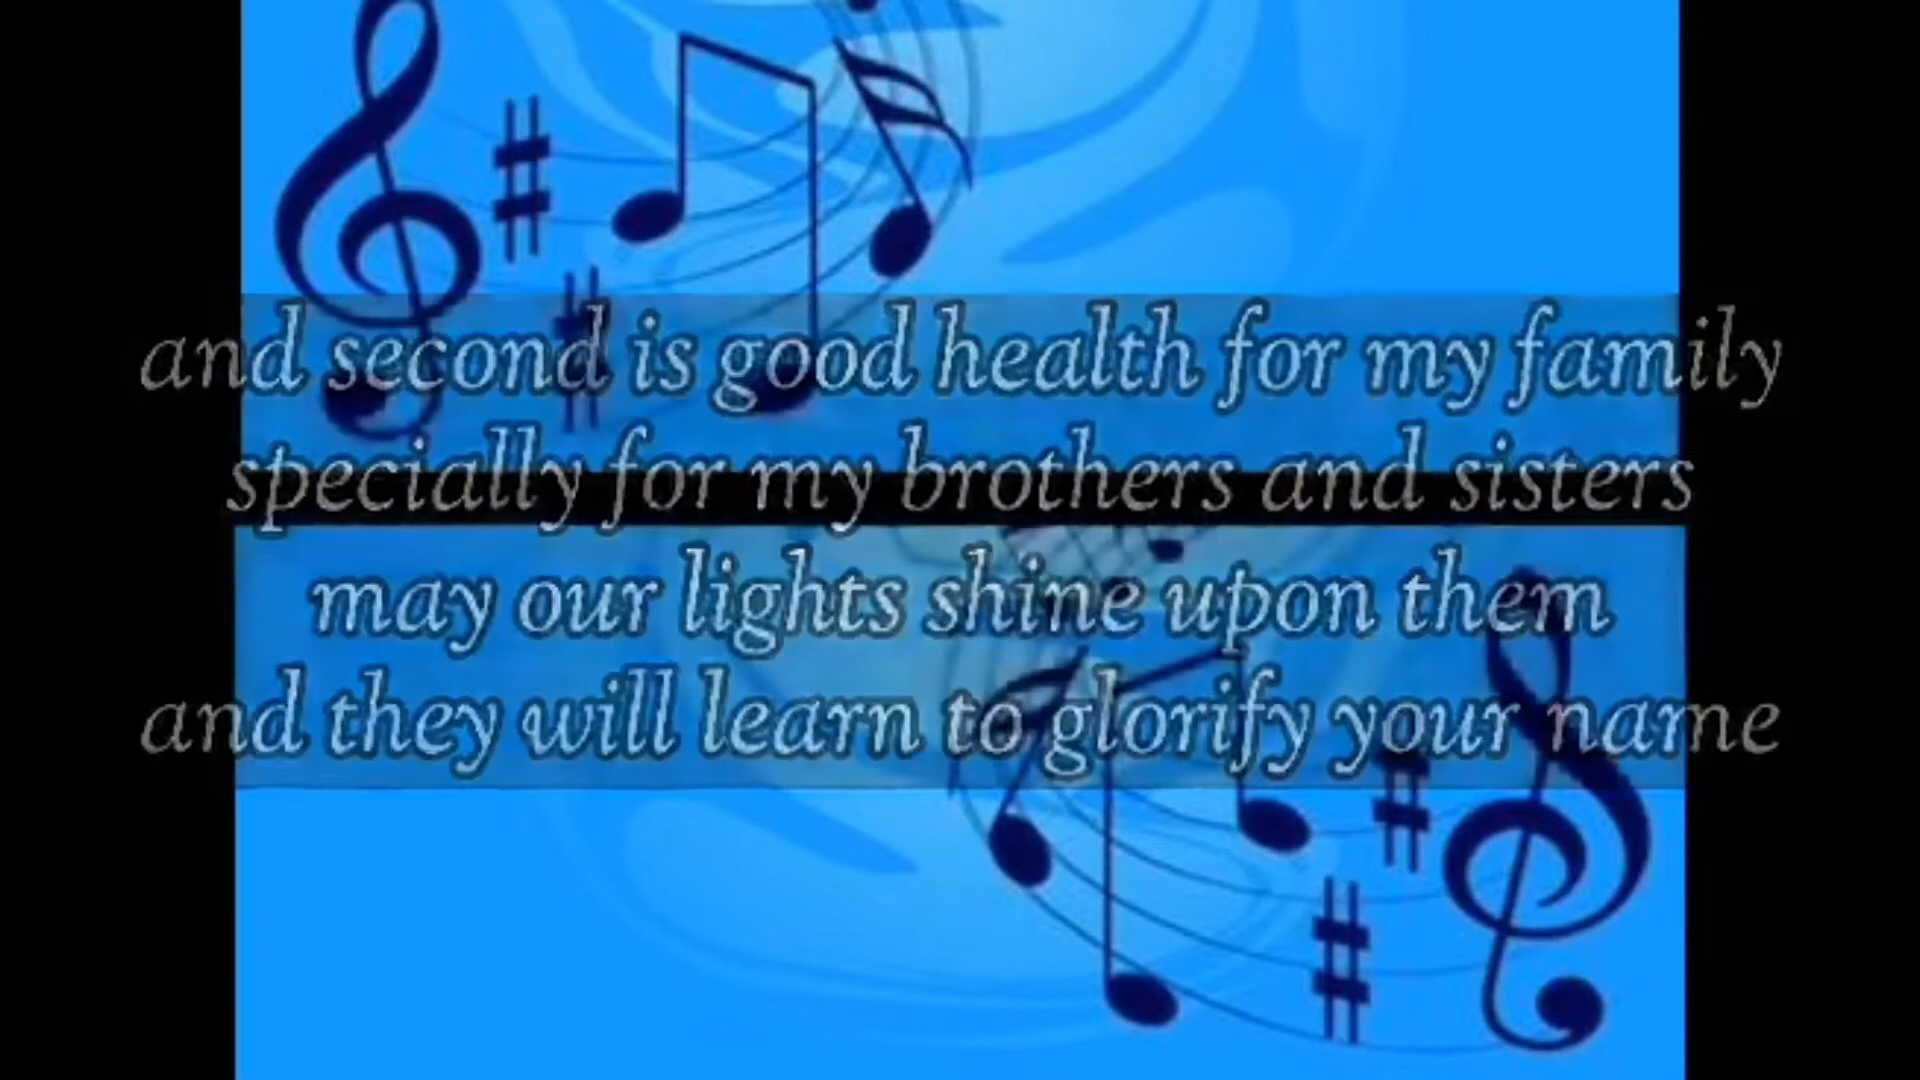 and second is good health for my family
specially for my brothers and sisters
may our lights shine upon them
and they will learn to glorify your name